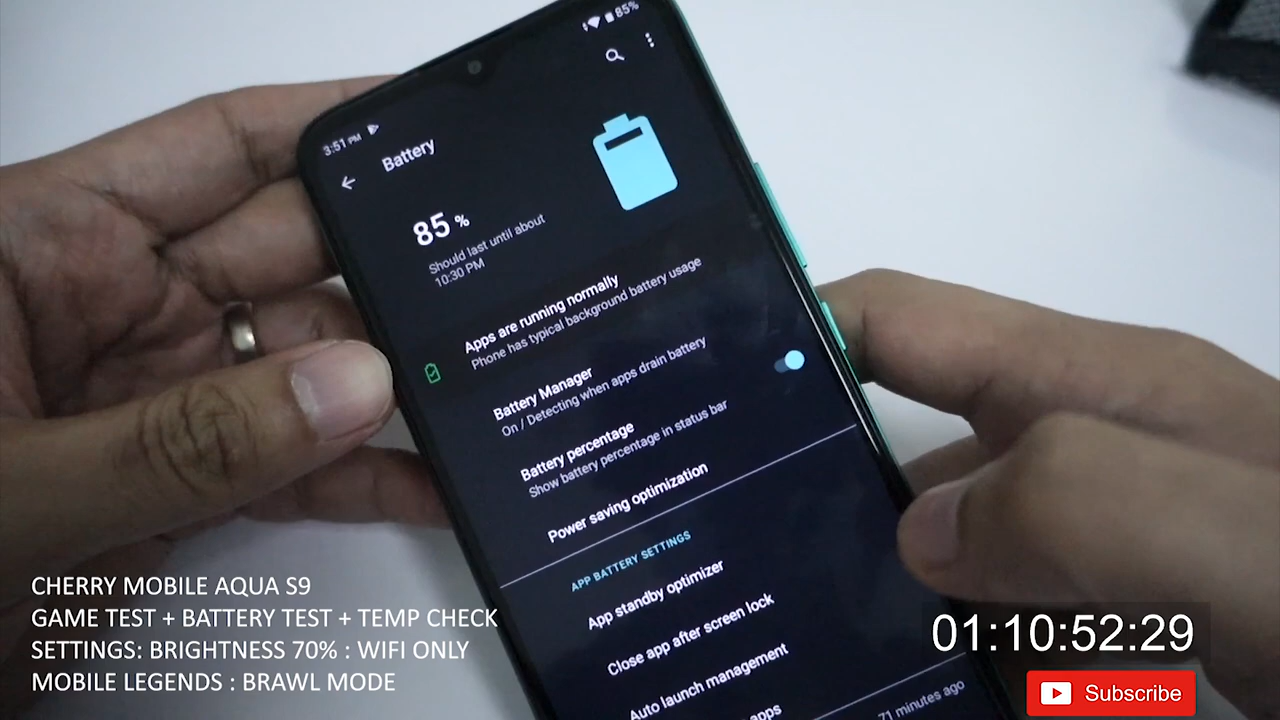 85%
3:51 PM
Battery
85 %
Should last until about
10:30 PM
Apps are running normally
Phone has typical background battery usage
Battery Manager
On / Detecting when apps drain battery
Battery percentage
Show battery percentage in status bar
Power saving optimization
APP BATTERY SETTINGS
App standby optimizer
Close app after screen lock
Auto launch management
apps
71 minutes ago
CHERRY MOBILE AQUA S9
GAME TEST + BATTERY TEST + TEMP CHECK
SETTINGS: BRIGHTNESS 70% : WIFI ONLY
MOBILE LEGENDS : BRAWL MODE
01:10:52:29
Subscribe